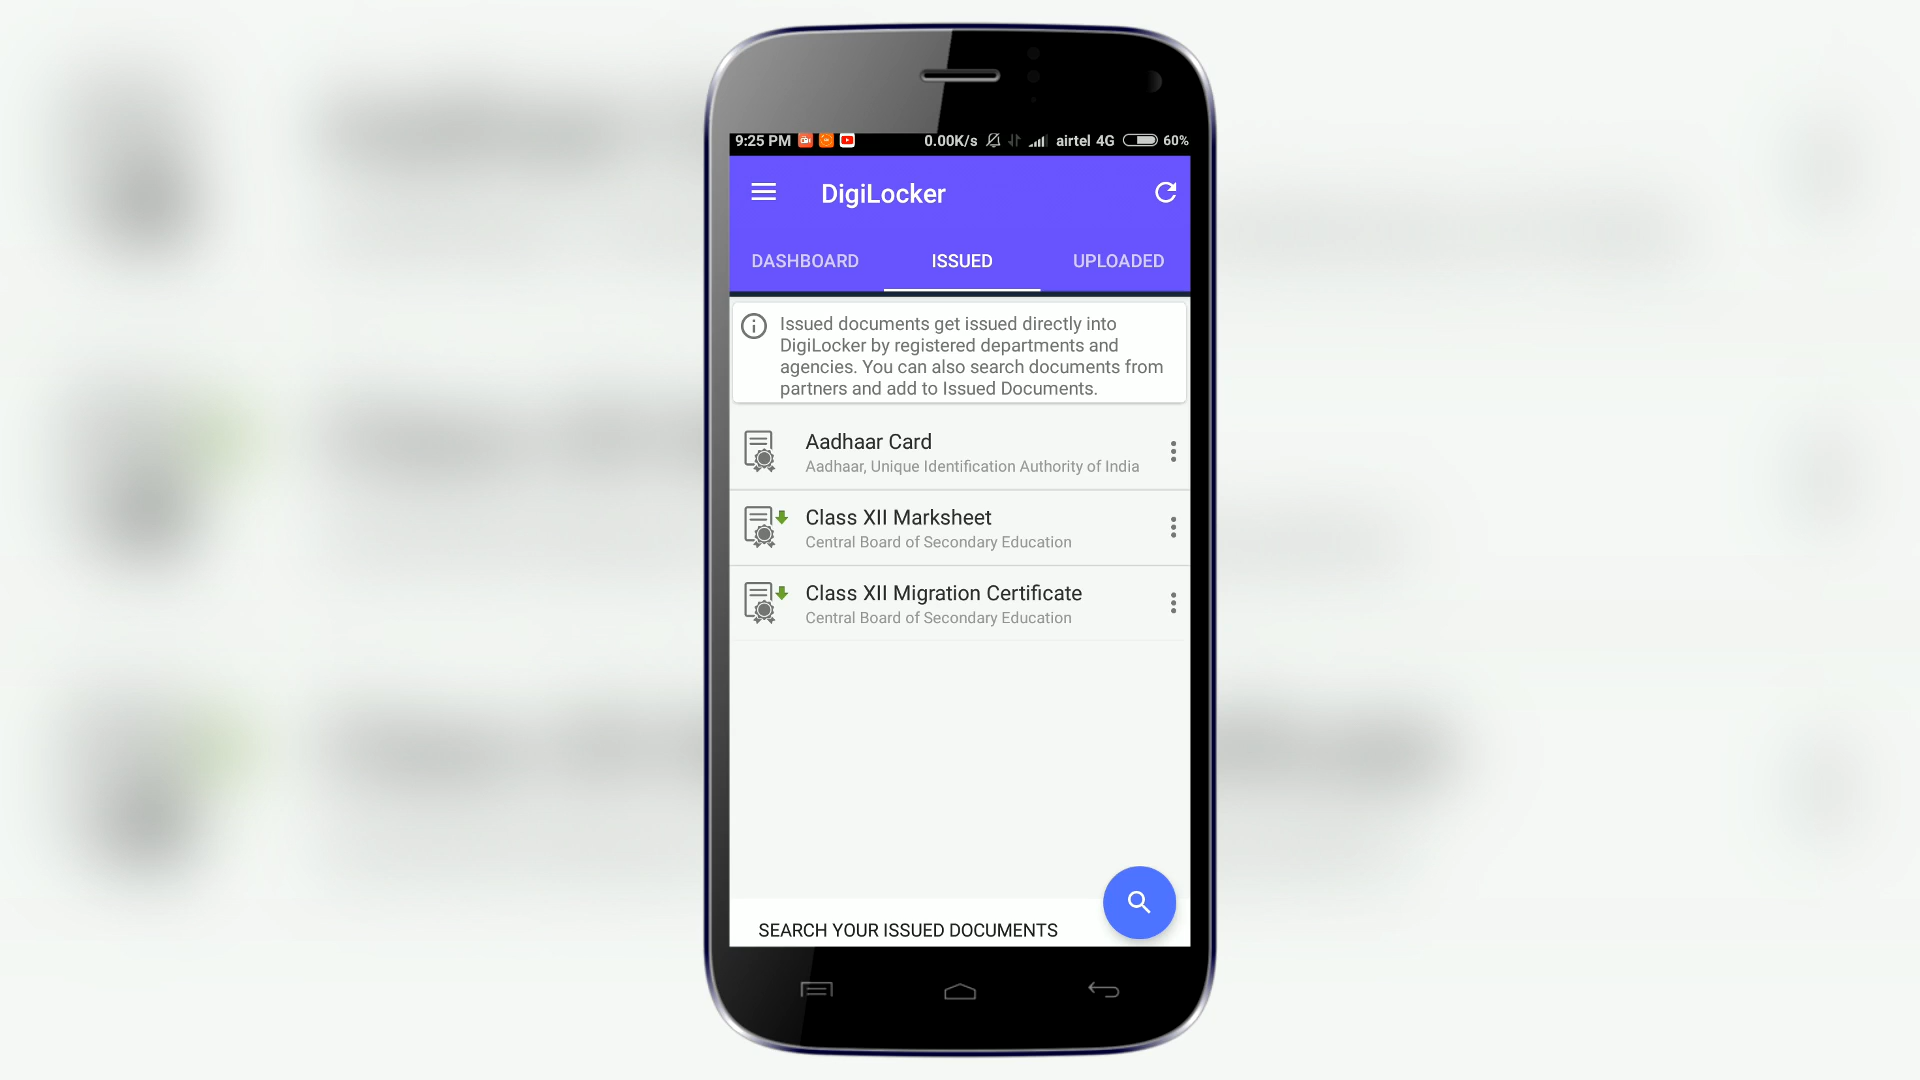 9:25 PM 0.00K/s airtel 4G 60%
DigiLocker
DASHBOARD ISSUED UPLOADED
Issued documents get issued directly into
DigiLocker by registered departments and
agencies. You can also search documents from
partners and add to Issued Documents.
Aadhaar Card
Aadhaar, Unique Identification Authority of India
Class XII Marksheet
Central Board of Secondary Education
Class XII Migration Certificate
Central Board of Secondary Education
SEARCH YOUR ISSUED DOCUMENTS